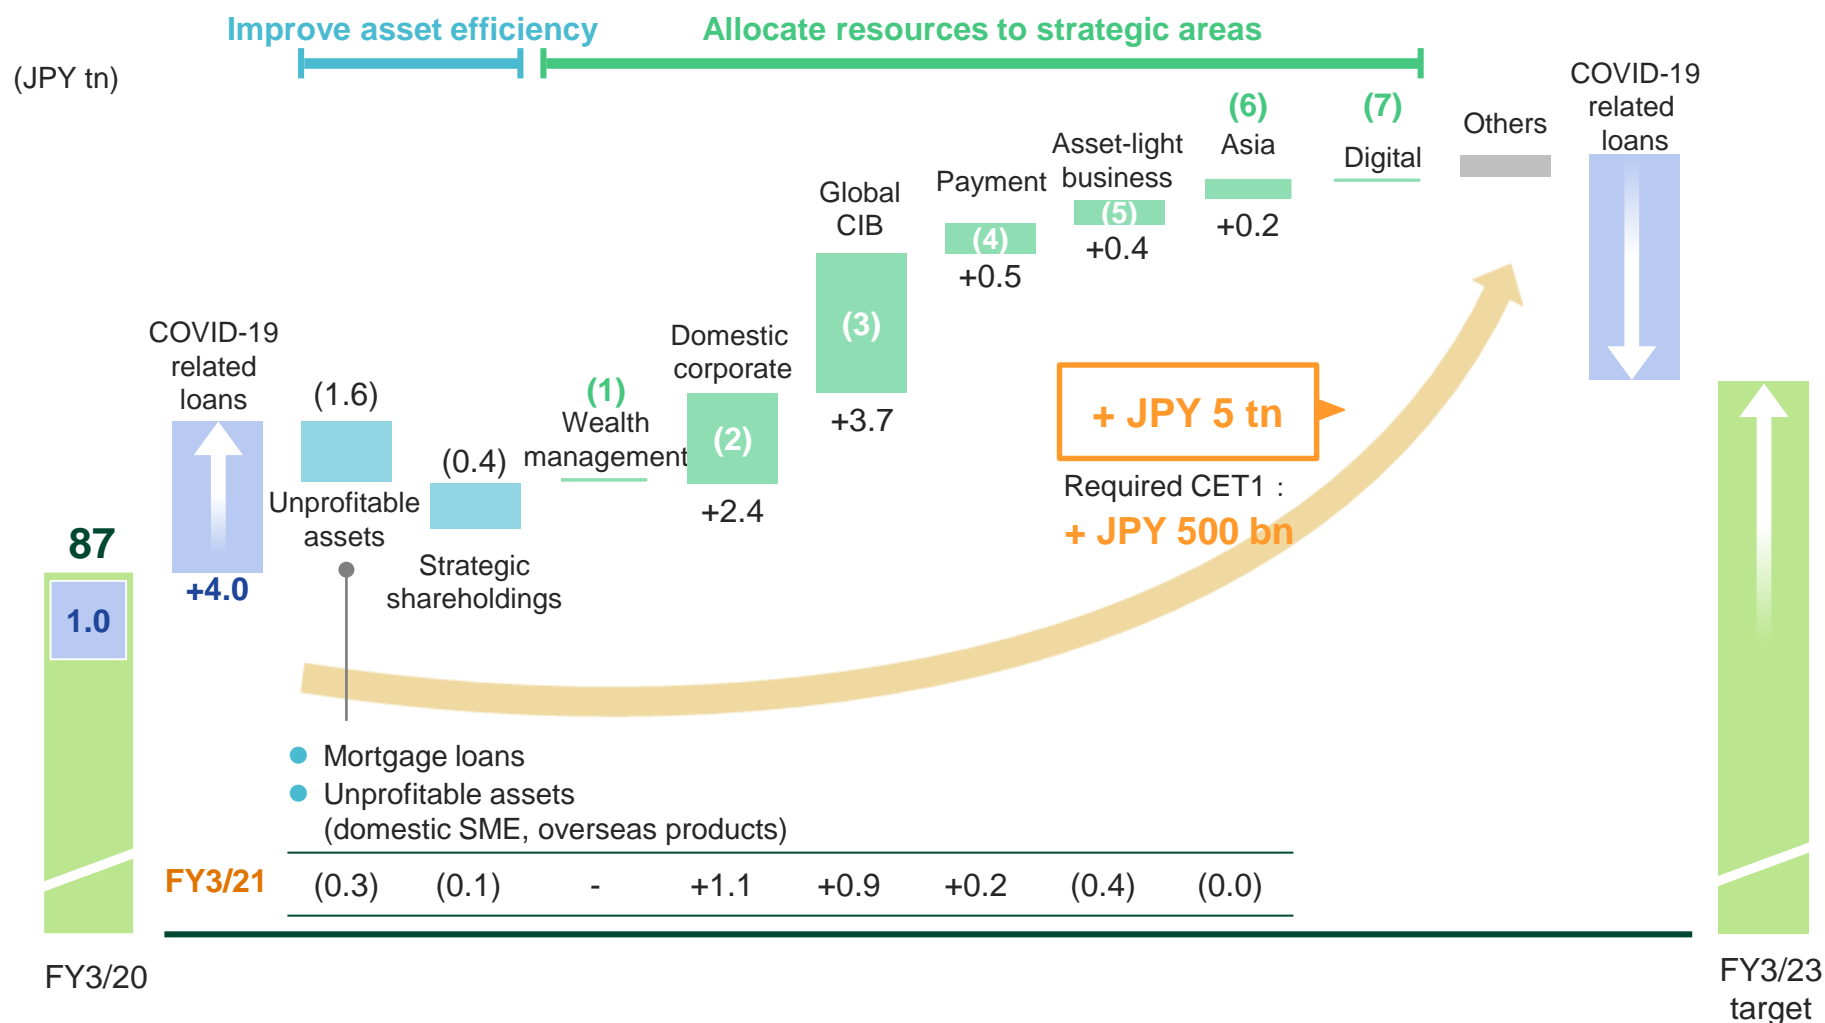 Improve asset efficiency
Allocate resources to strategic areas
(JPY tn)
87
1.0
FY3/20
COVID-19
related
loans
+4.0
(1.6)
Unprofitable
assets
(0.4)
Strategic
shareholdings
(1)
Wealth
management
Domestic
corporate
(2)
+2.4
Global
CIB
(3)
+3.7
Payment
(4)
+0.5
Asset-light
business
(5)
+0.4
(6)
Asia
+0.2
(7)
Digital
Others
COVID-19
related
loans
+ JPY 5 tn
Required CET1 :
+ JPY 500 bn
● Mortgage loans
● Unprofitable assets
(domestic SME, overseas products)
FY3/21 (0.3) (0.1) - +1.1 +0.9 +0.2 (0.4) (0.0)
FY3/23
target